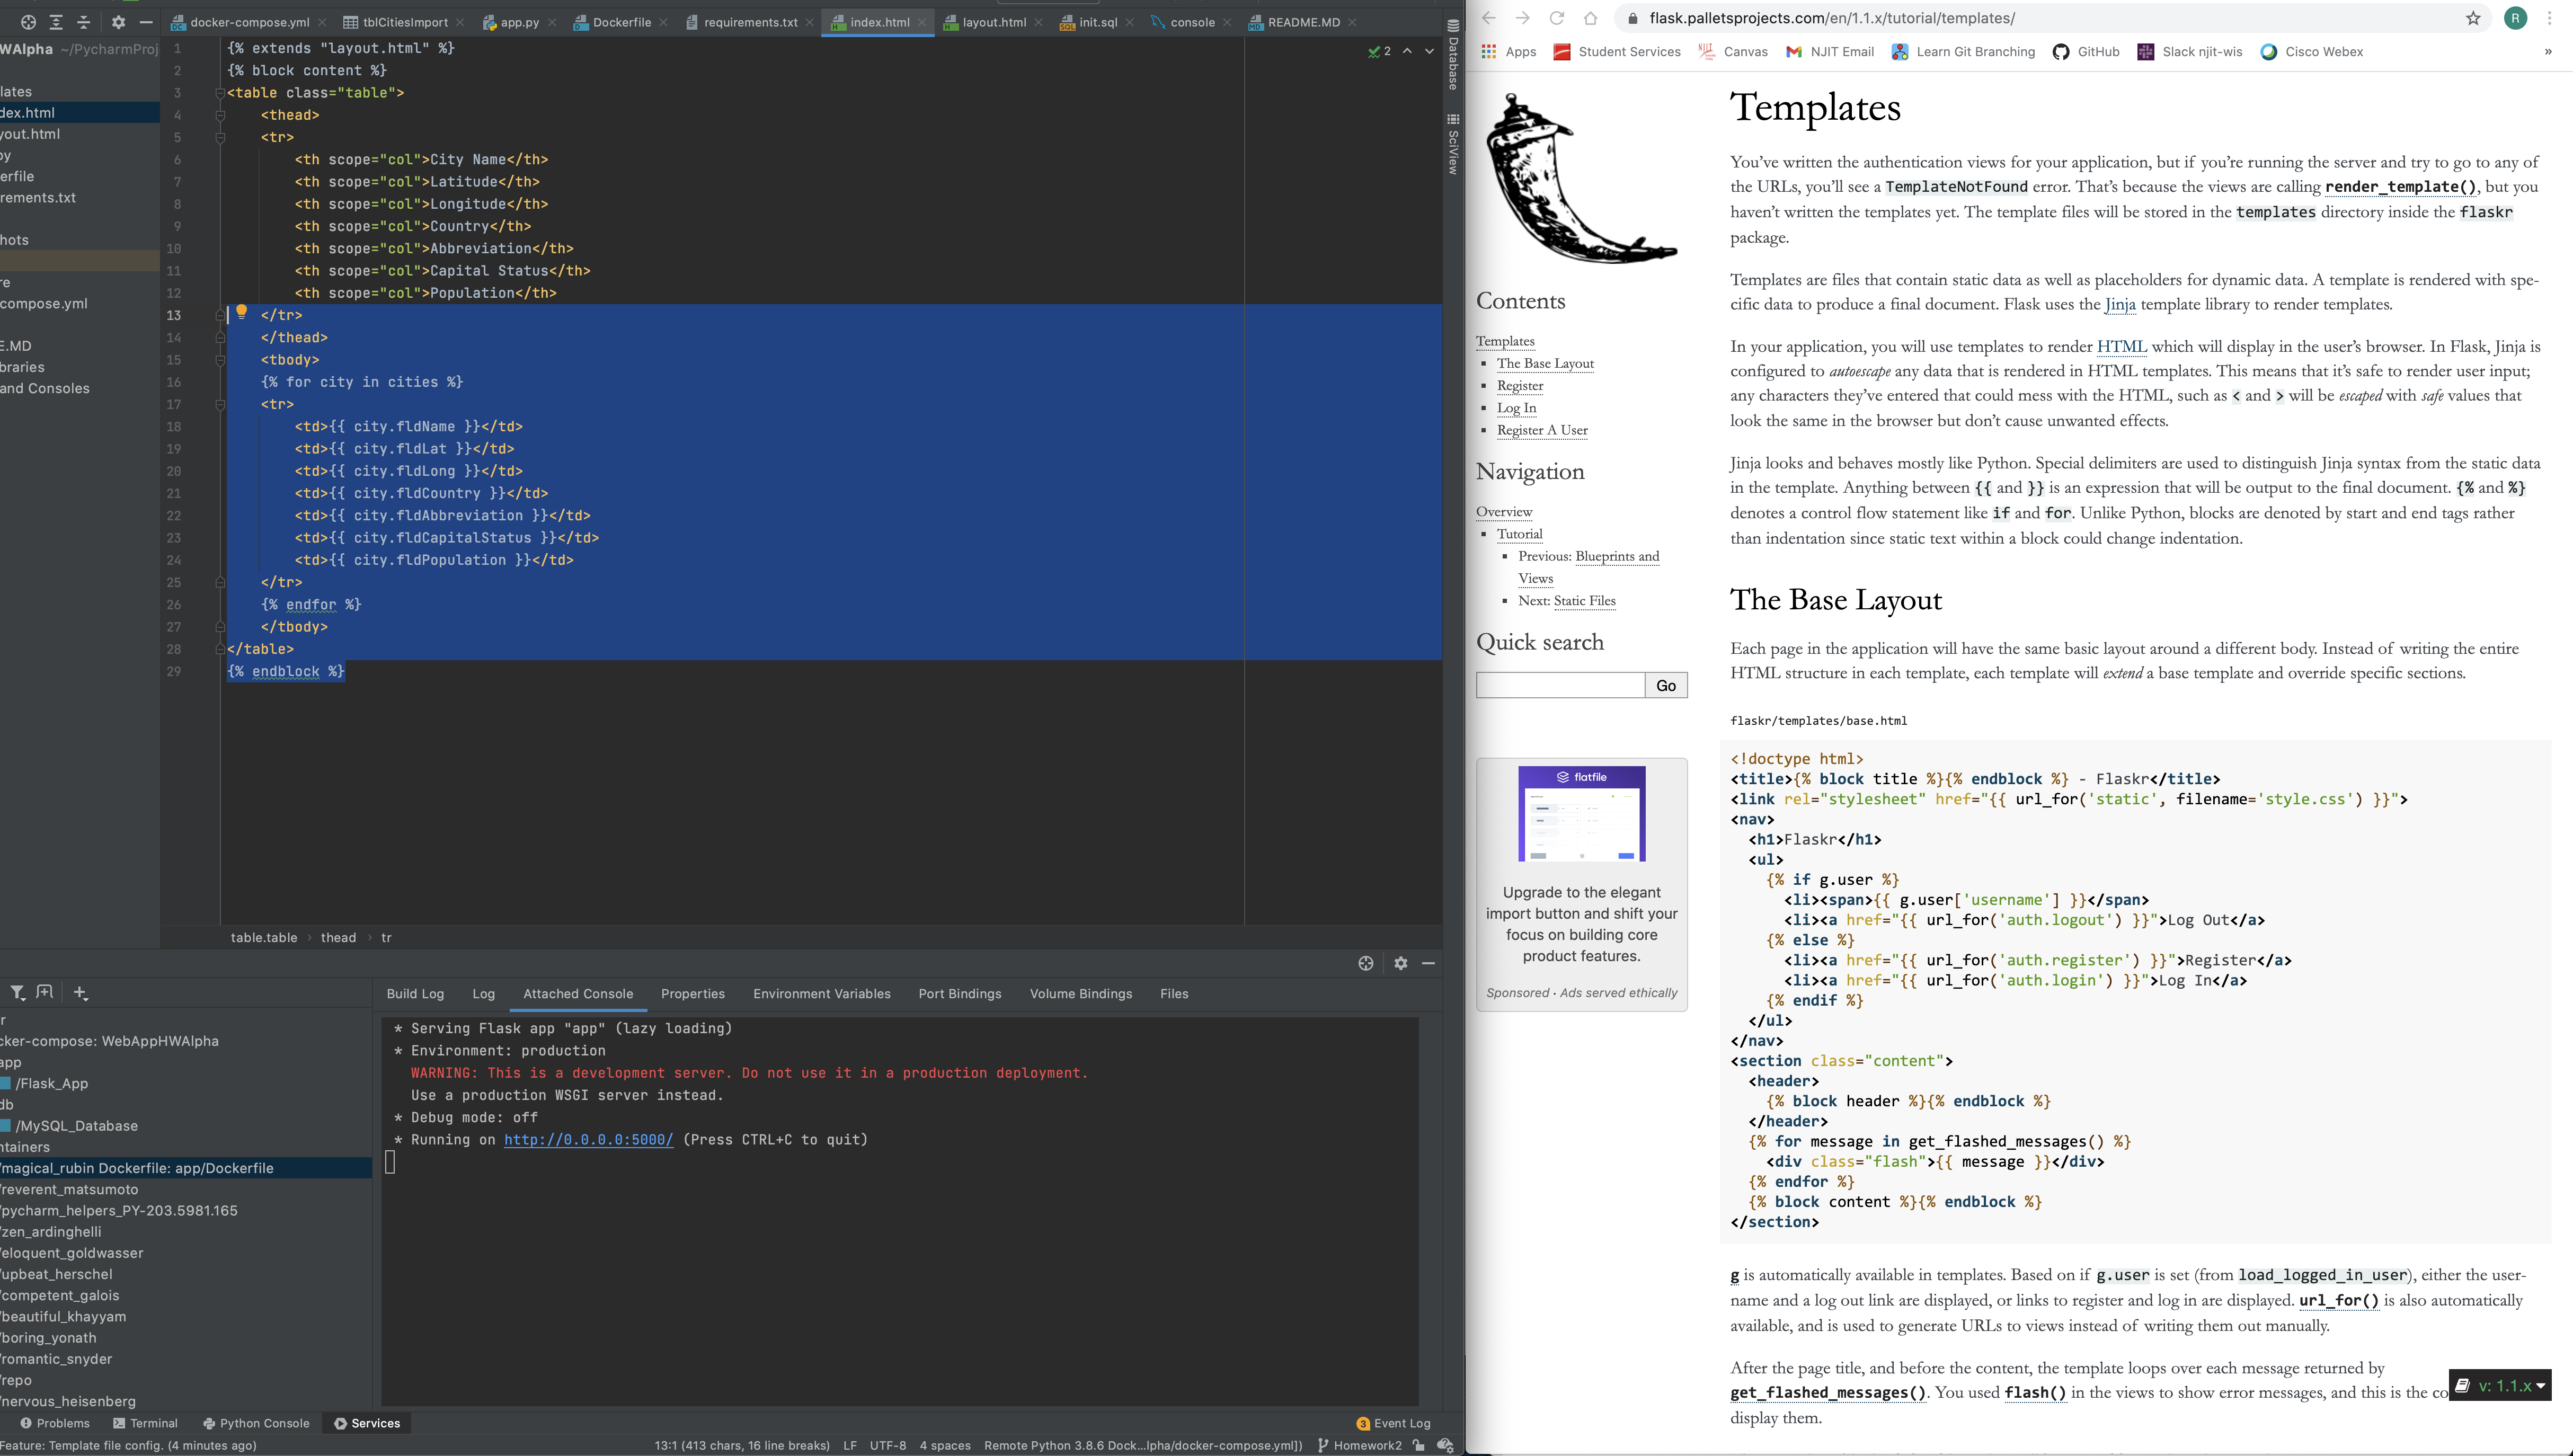 docker-compose.yml tblCitiesImport app.py Dockerfile requirements.txt index.html layout.html init.sql console README.MD
WAlpha ~/PycharmProj
lates
dex.html
yout.html
py
erfile
rements.txt
hots
re
compose.yml
E.MD
braries
and Consoles
2
1 {% extends "layout.html" %}
2 {% block content %}
3 <table class="table">
4 <thead>
5 <tr>
6 <th scope="col">City Name</th>
7 <th scope="col">Latitude</th>
8 <th scope="col">Longitude</th>
9 <th scope="col">Country</th>
10 <th scope="col">Abbreviation</th>
11 <th scope="col">Capital Status</th>
12 <th scope="col">Population</th>
13 </tr>
14 </thead>
15 <tbody>
16 {% for city in cities %}
17 <tr>
18 <td>{{ city.fldName }}</td>
19 <td>{{ city.fldLat }}</td>
20 <td>{{ city.fldLong }}</td>
21 <td>{{ city.fldCountry }}</td>
22 <td>{{ city.fldAbbreviation }}</td>
23 <td>{{ city.fldCapitalStatus }}</td>
24 <td>{{ city.fldPopulation }}</td>
25 </tr>
26 {% endfor %}
27 </tbody>
28 </table>
29 {% endblock %}
Database
SciView
table.table › thead › tr
Build Log Log Attached Console Properties Environment Variables Port Bindings Volume Bindings Files
r
cker-compose: WebAppHWAlpha
app
/Flask_App
db
/MySQL_Database
ntainers
/magical_rubin Dockerfile: app/Dockerfile
/reverent_matsumoto
/pycharm_helpers_PY-203.5981.165
/zen_ardinghelli
/eloquent_goldwasser
/upbeat_herschel
/competent_galois
/beautiful_khayyam
/boring_yonath
/romantic_snyder
/repo
/nervous_heisenberg
* Serving Flask app "app" (lazy loading)
* Environment: production
WARNING: This is a development server. Do not use it in a production deployment.
Use a production WSGI server instead.
* Debug mode: off
* Running on http://0.0.0.0:5000/ (Press CTRL+C to quit)
Problems Terminal Python Console Services 3 Event Log
Feature: Template file config. (4 minutes ago) 13:1 (413 chars, 16 line breaks) LF UTF-8 4 spaces Remote Python 3.8.6 Dock...lpha/docker-compose.yml]) Homework2
flask.palletsprojects.com/en/1.1.x/tutorial/templates/ R
Apps Student Services Canvas NJIT Email Learn Git Branching GitHub Slack njit-wis Cisco Webex »
Contents
Templates
The Base Layout
Register
Log In
Register A User
Navigation
Overview
Tutorial
Previous: Blueprints and
Views
Next: Static Files
Quick search
Go
flatfile
Upgrade to the elegant
import button and shift your
focus on building core
product features.
Sponsored · Ads served ethically
Templates
You've written the authentication views for your application, but if you're running the server and try to go to any of
the URLs, you'll see a TemplateNotFound error. That's because the views are calling render_template(), but you
haven't written the templates yet. The template files will be stored in the templates directory inside the flaskr
package.
Templates are files that contain static data as well as placeholders for dynamic data. A template is rendered with spe-
cific data to produce a final document. Flask uses the Jinja template library to render templates.
In your application, you will use templates to render HTML which will display in the user's browser. In Flask, Jinja is
configured to autoescape any data that is rendered in HTML templates. This means that it's safe to render user input;
any characters they've entered that could mess with the HTML, such as < and > will be escaped with safe values that
look the same in the browser but don't cause unwanted effects.
Jinja looks and behaves mostly like Python. Special delimiters are used to distinguish Jinja syntax from the static data
in the template. Anything between {{ and }} is an expression that will be output to the final document. {% and %}
denotes a control flow statement like if and for. Unlike Python, blocks are denoted by start and end tags rather
than indentation since static text within a block could change indentation.
The Base Layout
Each page in the application will have the same basic layout around a different body. Instead of writing the entire
HTML structure in each template, each template will extend a base template and override specific sections.
flaskr/templates/base.html
<!doctype html>
<title>{% block title %}{% endblock %} - Flaskr</title>
<link rel="stylesheet" href="{{ url_for('static', filename='style.css') }}">
<nav>
<h1>Flaskr</h1>
<ul>
{% if g.user %}
<li><span>{{ g.user['username'] }}</span>
<li><a href="{{ url_for('auth.logout') }}">Log Out</a>
{% else %}
<li><a href="{{ url_for('auth.register') }}">Register</a>
<li><a href="{{ url_for('auth.login') }}">Log In</a>
{% endif %}
</ul>
</nav>
<section class="content">
<header>
{% block header %}{% endblock %}
</header>
{% for message in get_flashed_messages() %}
<div class="flash">{{ message }}</div>
{% endfor %}
{% block content %}{% endblock %}
</section>
g is automatically available in templates. Based on if g.user is set (from load_logged_in_user), either the user-
name and a log out link are displayed, or links to register and log in are displayed. url_for() is also automatically
available, and is used to generate URLs to views instead of writing them out manually.
After the page title, and before the content, the template loops over each message returned by
get_flashed_messages(). You used flash() in the views to show error messages, and this is the co
display them.
v: 1.1.x